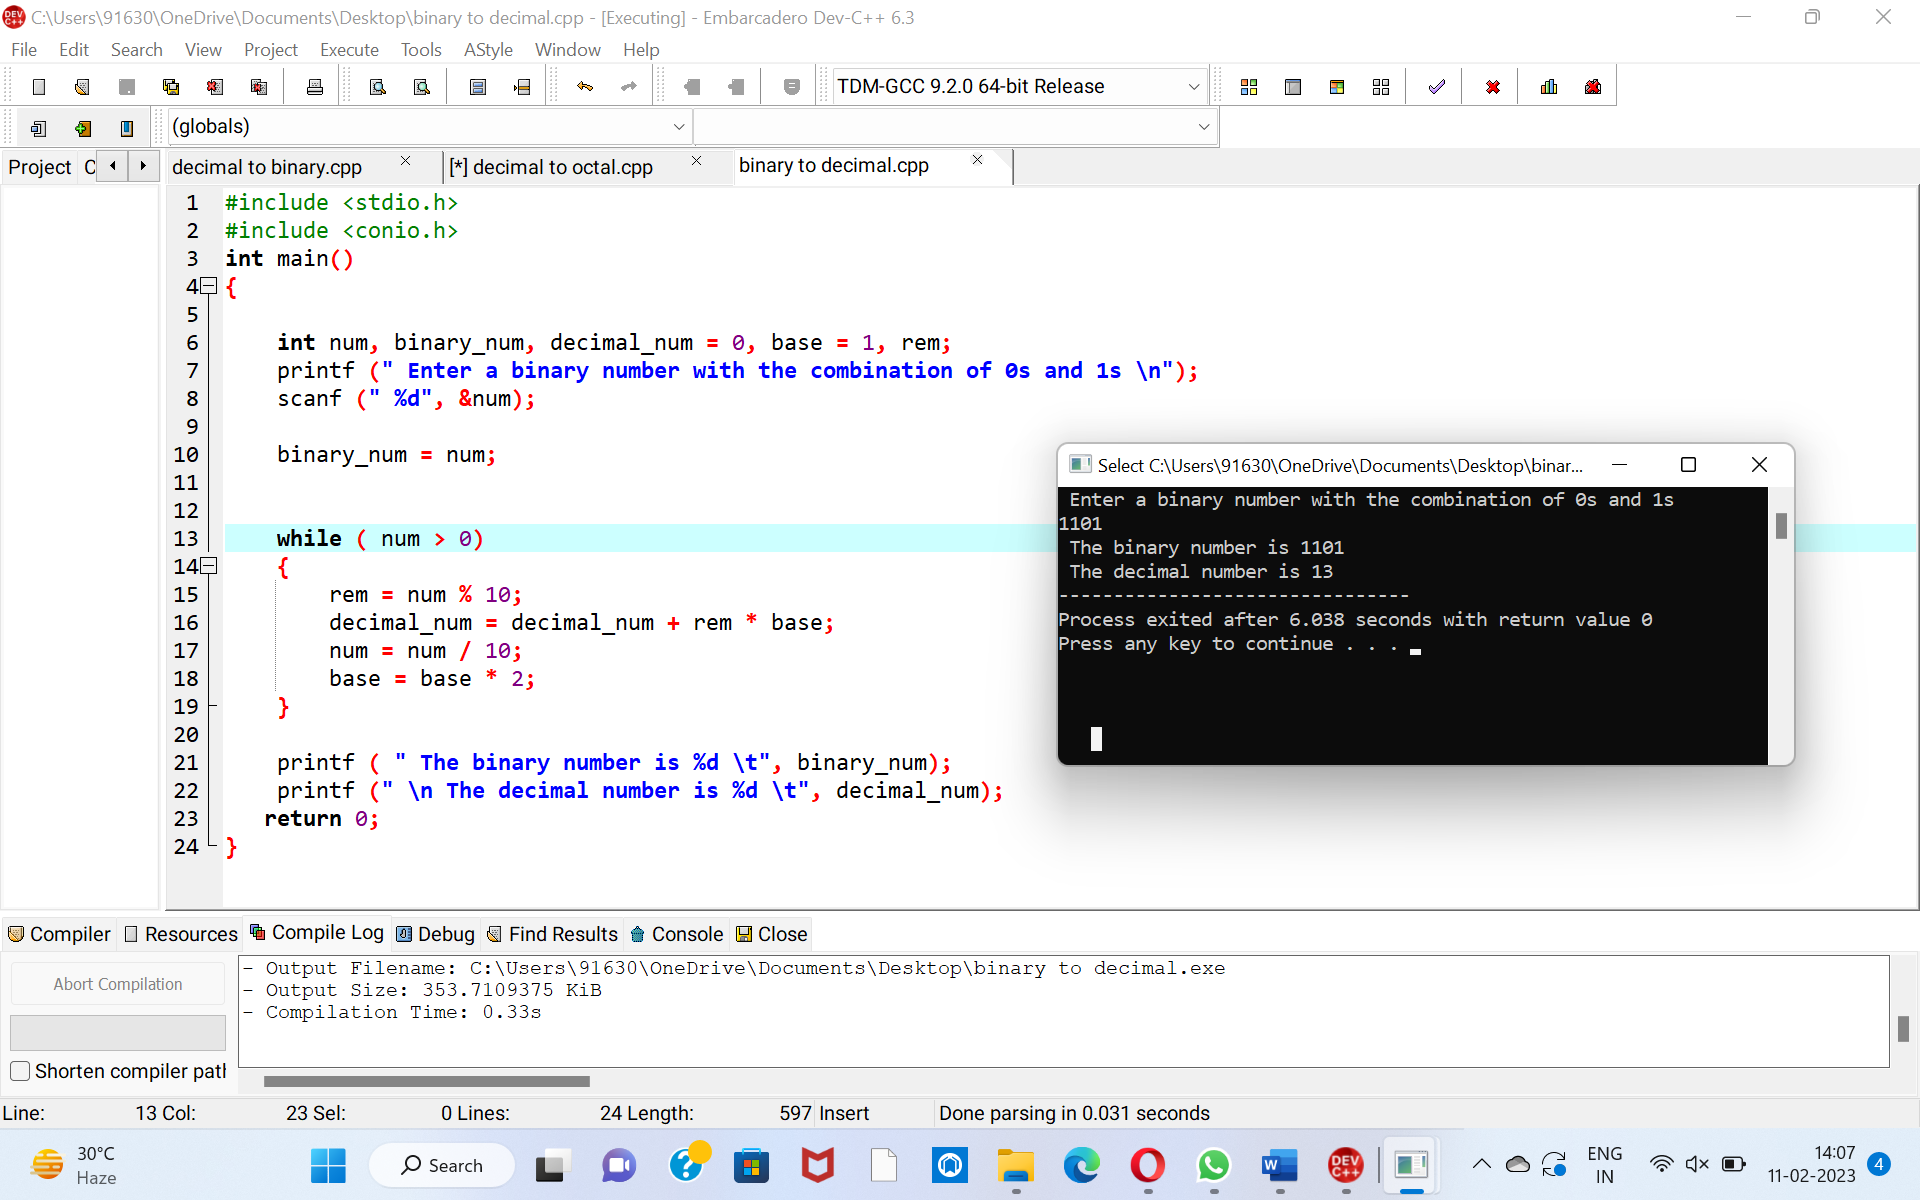 C:\Users\91630\OneDrive\Documents\Desktop\binary to decimal.cpp - [Executing] - Embarcadero Dev-C++ 6.3
File Edit Search View Project Execute Tools AStyle Window Help
TDM-GCC 9.2.0 64-bit Release
(globals)
Project C decimal to binary.cpp [*] decimal to octal.cpp binary to decimal.cpp
1 #include <stdio.h>
2 #include <conio.h>
3 int main()
4 {
5
6 int num, binary_num, decimal_num = 0, base = 1, rem;
7 printf (" Enter a binary number with the combination of 0s and 1s \n");
8 scanf (" %d", &num);
9
10 binary_num = num;
11
12
13 while ( num > 0)
14 {
15 rem = num % 10;
16 decimal_num = decimal_num + rem * base;
17 num = num / 10;
18 base = base * 2;
19 }
20
21 printf ( " The binary number is %d \t", binary_num);
22 printf (" \n The decimal number is %d \t", decimal_num);
23 return 0;
24 }
Select C:\Users\91630\OneDrive\Documents\Desktop\binar...
Enter a binary number with the combination of 0s and 1s
1101
The binary number is 1101
The decimal number is 13
--------------------------------
Process exited after 6.038 seconds with return value 0
Press any key to continue . . .
Compiler Resources Compile Log Debug Find Results Console Close
Abort Compilation
Shorten compiler path
- Output Filename: C:\Users\91630\OneDrive\Documents\Desktop\binary to decimal.exe
- Output Size: 353.7109375 KiB
- Compilation Time: 0.33s
Line: 13 Col: 23 Sel: 0 Lines: 24 Length: 597 Insert Done parsing in 0.031 seconds
30°C
Haze
Search
DEV C++
ENG
IN
14:07
11-02-2023
4